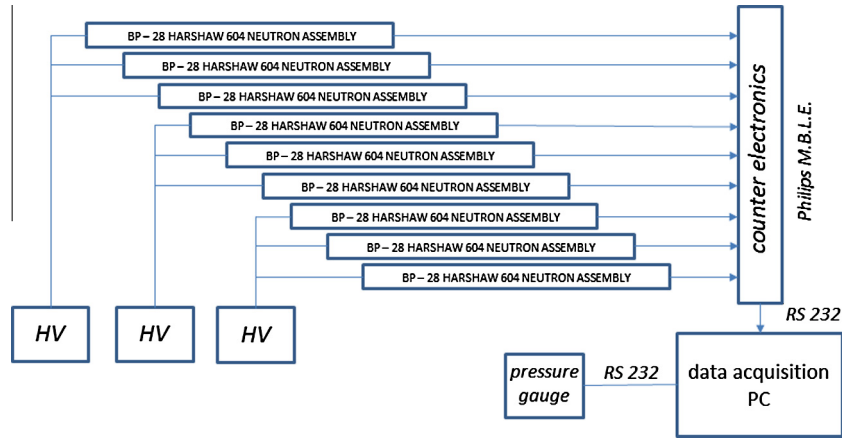 BP – 28 HARSHAW 604 NEUTRON ASSEMBLY
BP – 28 HARSHAW 604 NEUTRON ASSEMBLY
BP – 28 HARSHAW 604 NEUTRON ASSEMBLY
BP – 28 HARSHAW 604 NEUTRON ASSEMBLY
BP – 28 HARSHAW 604 NEUTRON ASSEMBLY
BP – 28 HARSHAW 604 NEUTRON ASSEMBLY
BP – 28 HARSHAW 604 NEUTRON ASSEMBLY
BP – 28 HARSHAW 604 NEUTRON ASSEMBLY
BP – 28 HARSHAW 604 NEUTRON ASSEMBLY
counter electronics
Philips M.B.L.E.
HV
HV
HV
RS 232
pressure
gauge
RS 232
data acquisition
PC